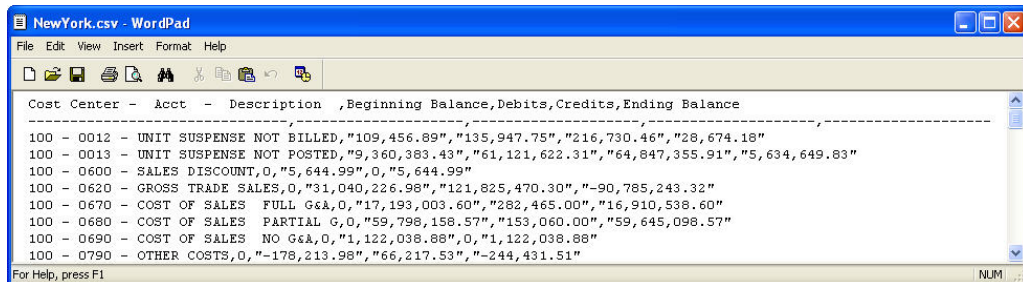 NewYork.csv - WordPad
File Edit View Insert Format Help
Cost Center - Acct - Description ,Beginning Balance,Debits,Credits,Ending Balance
--------------------------------,--------------------,--------------------,--------------------,--------------------
100 - 0012 - UNIT SUSPENSE NOT BILLED,"109,456.89","135,947.75","216,730.46","28,674.18"
100 - 0013 - UNIT SUSPENSE NOT POSTED,"9,360,383.43","61,121,622.31","64,847,355.91","5,634,649.83"
100 - 0600 - SALES DISCOUNT,0,"5,644.99",0,"5,644.99"
100 - 0620 - GROSS TRADE SALES,0,"31,040,226.98","121,825,470.30","-90,785,243.32"
100 - 0670 - COST OF SALES  FULL G&A,0,"17,193,003.60","282,465.00","16,910,538.60"
100 - 0680 - COST OF SALES  PARTIAL G,0,"59,798,158.57","153,060.00","59,645,098.57"
100 - 0690 - COST OF SALES  NO G&A,0,"1,122,038.88",0,"1,122,038.88"
100 - 0790 - OTHER COSTS,0,"-178,213.98","66,217.53","-244,431.51"
For Help, press F1
NUM